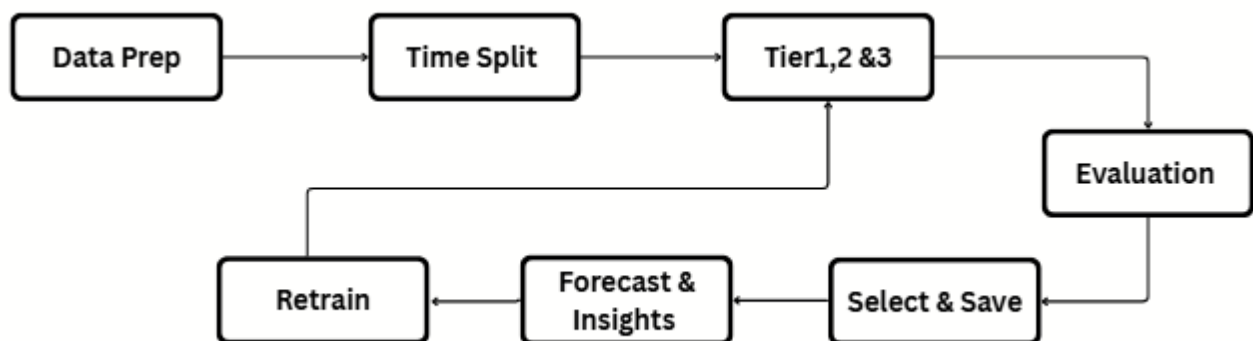 Data Prep
Time Split
Tier1,2 &3
Evaluation
Select & Save
Forecast &
Insights
Retrain